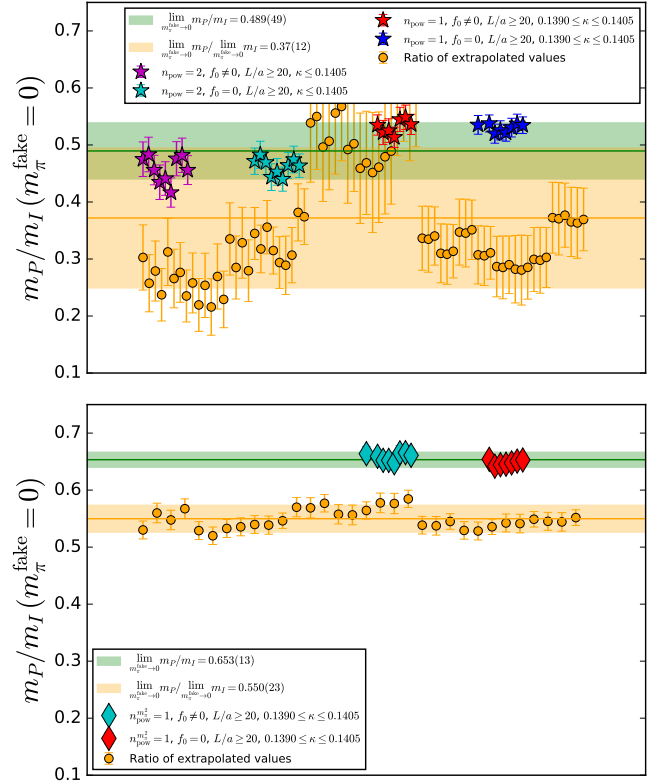 0.7
0.6
0.5
0.4
0.3
0.2
0.1
m_P/m_I(m_π^fake = 0)
lim_{m_π^fake→0} m_P/m_I = 0.489(49)
lim_{m_π^fake→0} m_P / lim_{m_π^fake→0} m_I = 0.37(12)
n_pow = 2, f_0 ≠ 0, L/a ≥ 20, κ ≤ 0.1405
n_pow = 2, f_0 = 0, L/a ≥ 20, κ ≤ 0.1405
n_pow = 1, f_0 ≠ 0, L/a ≥ 20, 0.1390 ≤ κ ≤ 0.1405
n_pow = 1, f_0 = 0, L/a ≥ 20, 0.1390 ≤ κ ≤ 0.1405
Ratio of extrapolated values
0.7
0.6
0.5
0.4
0.3
0.2
0.1
m_P/m_I(m_π^fake = 0)
lim_{m_π^fake→0} m_P/m_I = 0.653(13)
lim_{m_π^fake→0} m_P / lim_{m_π^fake→0} m_I = 0.550(23)
n_pow^{m_π^2} = 1, f_0 ≠ 0, L/a ≥ 20, 0.1390 ≤ κ ≤ 0.1405
n_pow^{m_π^2} = 1, f_0 = 0, L/a ≥ 20, 0.1390 ≤ κ ≤ 0.1405
Ratio of extrapolated values